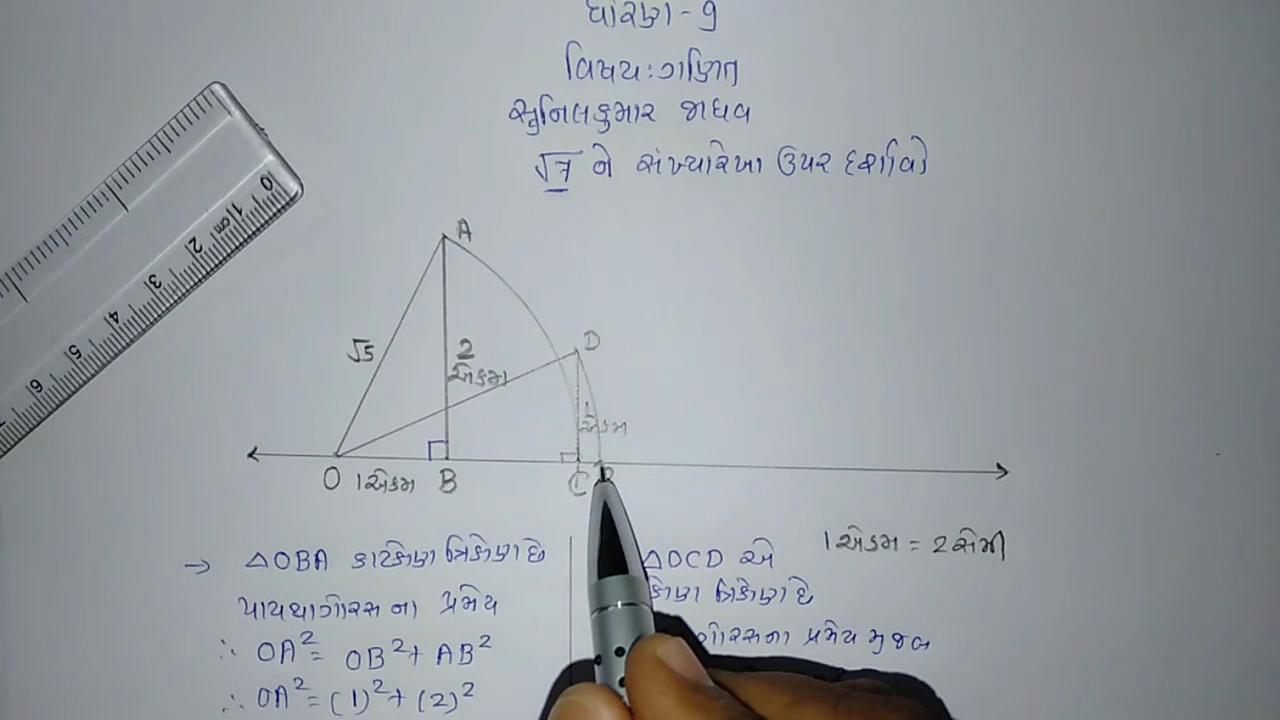 ધોરણ - 9
વિષય : ગણિત
સુનિલકુમાર જાધવ
√7 ને સંખ્યારેખા ઉપર દર્શાવો
0
1 cm
2
3
4
5
6
A
√5
2
એકમ
D
1
એકમ
O 1 એકમ B C
1 એકમ = 2 સેમી
→ △OBA કાટકોણ ત્રિકોણ છે
પાયથાગોરસ ના પ્રમેય
∴ OA² = OB² + AB²
∴ OA² = (1)² + (2)²
△OCD એ
ત્રિકોણ છે
પ્રમેય મુજબ